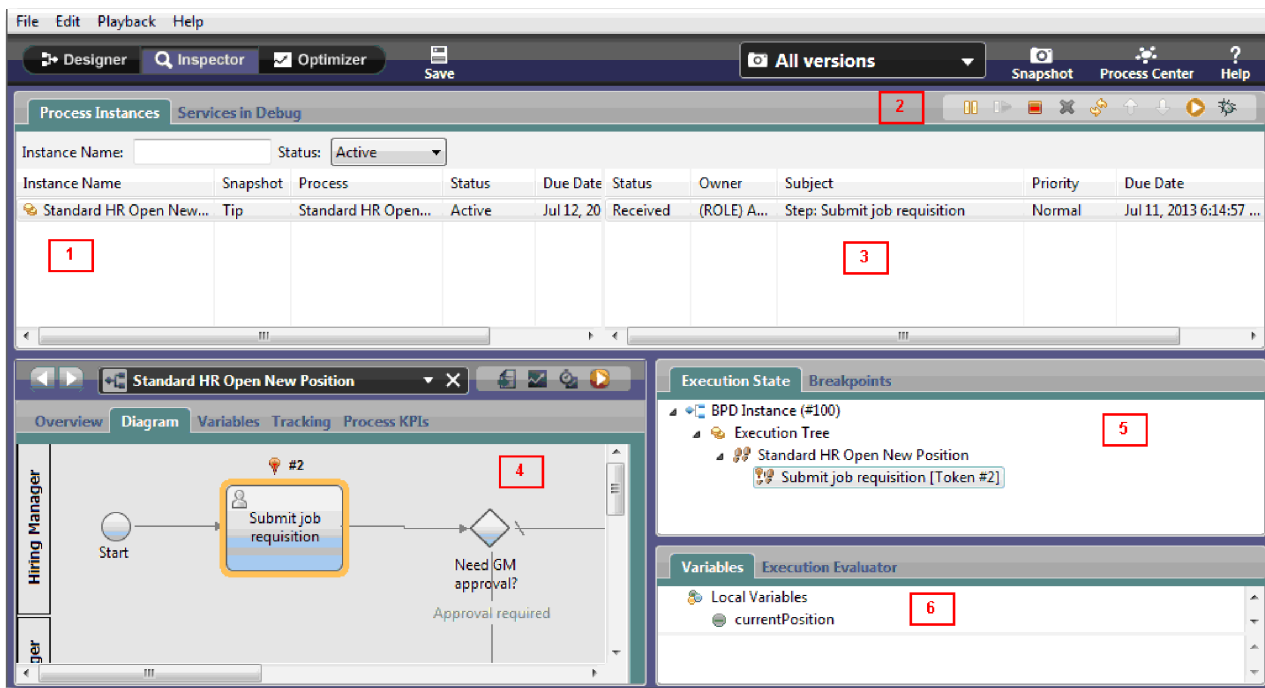 File Edit Playback Help
Designer Inspector Optimizer Save All versions Snapshot Process Center Help
Process Instances Services in Debug 2
Instance Name: Status: Active
Instance Name Snapshot Process Status Due Date Status Owner Subject Priority Due Date
Standard HR Open New... Tip Standard HR Open... Active Jul 12, 20 Received (ROLE) A... Step: Submit job requisition Normal Jul 11, 2013 6:14:57 ...
1 3
Standard HR Open New Position
Overview Diagram Variables Tracking Process KPIs
Hiring Manager
#2
4
Submit job
requisition
Start
Need GM
approval?
Approval required
ger
Execution State Breakpoints
BPD Instance (#100)
Execution Tree
Standard HR Open New Position
Submit job requisition [Token #2]
5
Variables Execution Evaluator
Local Variables
currentPosition
6